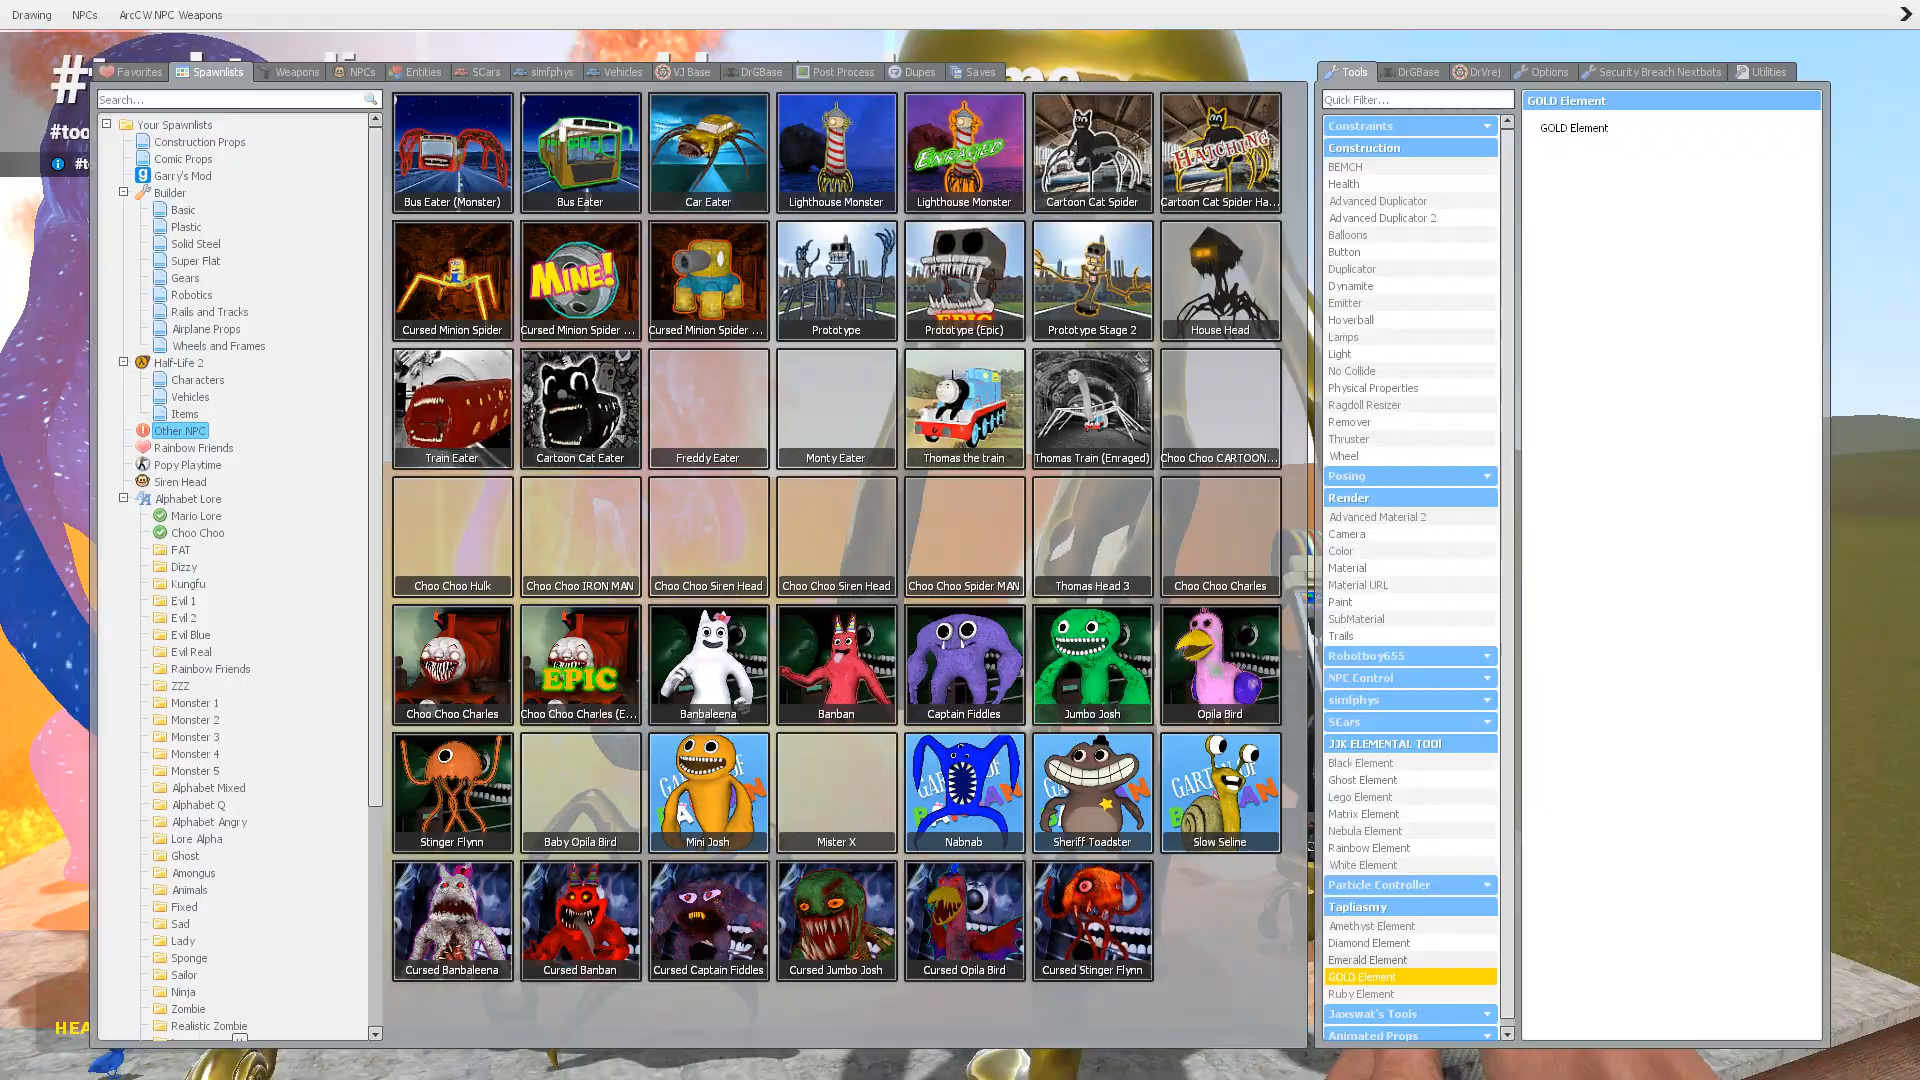 Drawing NPCs ArcCW NPC Weapons
Favorites Spawnlists Weapons NPCs Entities SCars simfphys Vehicles VJ Base DrGBase Post Process Dupes Saves
Tools DrGBase DrVrej Options Security Breach Nextbots Utilities
Search...
Your Spawnlists
Construction Props
Comic Props
Garry's Mod
Builder
Basic
Plastic
Solid Steel
Super Flat
Gears
Robotics
Rails and Tracks
Airplane Props
Wheels and Frames
Half-Life 2
Characters
Vehicles
Items
Other NPC
Rainbow Friends
Popy Playtime
Siren Head
Alphabet Lore
Mario Lore
Choo Choo
FAT
Dizzy
Kungfu
Evil 1
Evil 2
Evil Blue
Evil Real
Rainbow Friends
ZZZ
Monster 1
Monster 2
Monster 3
Monster 4
Monster 5
Alphabet Mixed
Alphabet Q
Alphabet Angry
Lore Alpha
Ghost
Amongus
Animals
Fixed
Sad
Lady
Sponge
Sailor
Ninja
Zombie
Realistic Zombie
#
#too
#t
HEA
ENRAGED
HATCHING
Bus Eater (Monster) Bus Eater Car Eater Lighthouse Monster Lighthouse Monster Cartoon Cat Spider Cartoon Cat Spider Ha...
MINE!
EPIC
Cursed Minion Spider Cursed Minion Spider ... Cursed Minion Spider ... Prototype Prototype (Epic) Prototype Stage 2 House Head
Train Eater Cartoon Cat Eater Freddy Eater Monty Eater Thomas the train Thomas Train (Enraged) Choo Choo CARTOON...
Choo Choo Hulk Choo Choo IRON MAN Choo Choo Siren Head Choo Choo Siren Head Choo Choo Spider MAN Thomas Head 3 Choo Choo Charles
EPIC
Choo Choo Charles Choo Choo Charles (E... Banbaleena Banban Captain Fiddles Jumbo Josh Opila Bird
Stinger Flynn Baby Opila Bird Mini Josh Mister X Nabnab Sheriff Toadster Slow Seline
Cursed Banbaleena Cursed Banban Cursed Captain Fiddles Cursed Jumbo Josh Cursed Opila Bird Cursed Stinger Flynn
Quick Filter...
Constraints
Construction
BEMCH
Health
Advanced Duplicator
Advanced Duplicator 2
Balloons
Button
Duplicator
Dynamite
Emitter
Hoverball
Lamps
Light
No Collide
Physical Properties
Ragdoll Resizer
Remover
Thruster
Wheel
Posing
Render
Advanced Material 2
Camera
Color
Material
Material URL
Paint
SubMaterial
Trails
Robotboy655
NPC Control
simfphys
SCars
JJK ELEMENTAL TOOl
Black Element
Ghost Element
Lego Element
Matrix Element
Nebula Element
Rainbow Element
White Element
Particle Controller
Tapliasmy
Amethyst Element
Diamond Element
Emerald Element
GOLD Element
Ruby Element
Jaxswat's Tools
Animated Props
GOLD Element
GOLD Element